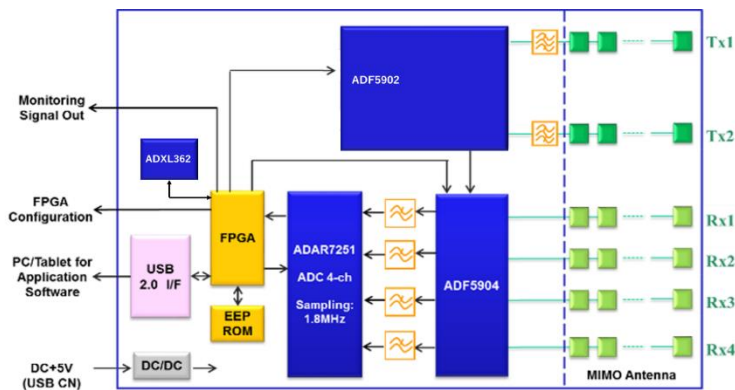 ADF5902
Tx1
Tx2
Monitoring
Signal Out
ADXL362
FPGA
Configuration
FPGA
ADAR7251
ADC 4-ch
Sampling:
1.8MHz
ADF5904
Rx1
Rx2
Rx3
Rx4
PC/Tablet for
Application
Software
USB
2.0 I/F
EEP
ROM
DC+5V
(USB CN)
DC/DC
MIMO Antenna